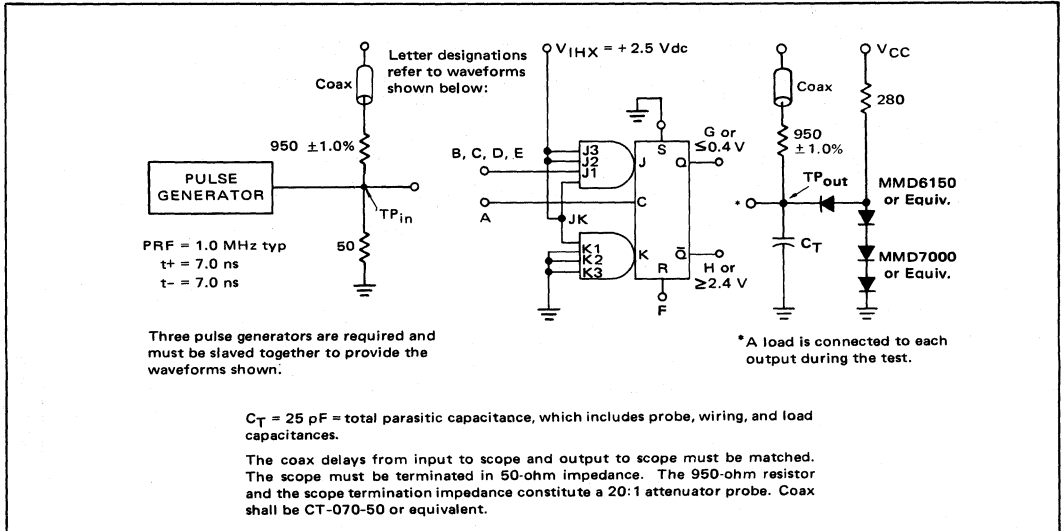 Letter designations
refer to waveforms
shown below:
Coax
950 ±1.0%
PULSE
GENERATOR
TPin
50
PRF = 1.0 MHz typ
t+ = 7.0 ns
t− = 7.0 ns
VIHX = +2.5 Vdc
B, C, D, E
A
J3
J2
J1
J
C
JK
K1
K2
K3
K
S
R
Q
Q̄
F
G or
≤0.4 V
H or
≥2.4 V
Coax
950
±1.0%
TPout
*
CT
VCC
280
MMD6150
or Equiv.
MMD7000
or Equiv.
Three pulse generators are required and
must be slaved together to provide the
waveforms shown.
*A load is connected to each
output during the test.
CT = 25 pF = total parasitic capacitance, which includes probe, wiring, and load
capacitances.
The coax delays from input to scope and output to scope must be matched.
The scope must be terminated in 50-ohm impedance. The 950-ohm resistor
and the scope termination impedance constitute a 20:1 attenuator probe. Coax
shall be CT-070-50 or equivalent.